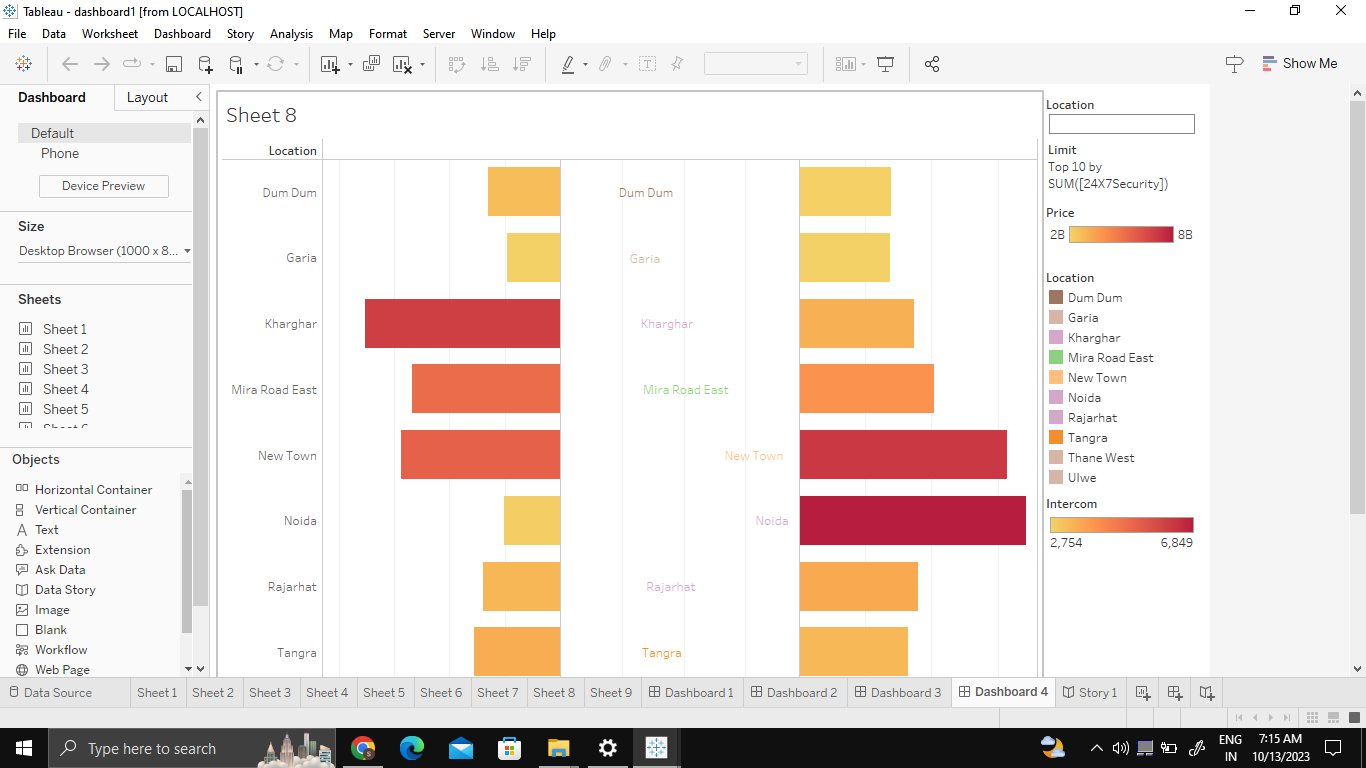 Tableau - dashboard1 [from LOCALHOST]
File Data Worksheet Dashboard Story Analysis Map Format Server Window Help
Show Me
Dashboard Layout
Default
Phone
Device Preview
Size
Desktop Browser (1000 x 8...
Sheets
Sheet 1
Sheet 2
Sheet 3
Sheet 4
Sheet 5
Objects
Horizontal Container
Vertical Container
Text
Extension
Ask Data
Data Story
Image
Blank
Workflow
Web Page
Sheet 8
Location
Dum Dum Dum Dum
Garia Garia
Kharghar Kharghar
Mira Road East Mira Road East
New Town New Town
Noida Noida
Rajarhat Rajarhat
Tangra Tangra
Location
Limit
Top 10 by
SUM([24X7Security])
Price
2B 8B
Location
Dum Dum
Garia
Kharghar
Mira Road East
New Town
Noida
Rajarhat
Tangra
Thane West
Ulwe
Intercom
2,754 6,849
Data Source Sheet 1 Sheet 2 Sheet 3 Sheet 4 Sheet 5 Sheet 6 Sheet 7 Sheet 8 Sheet 9 Dashboard 1 Dashboard 2 Dashboard 3 Dashboard 4 Story 1
Type here to search
ENG
IN
7:15 AM
10/13/2023